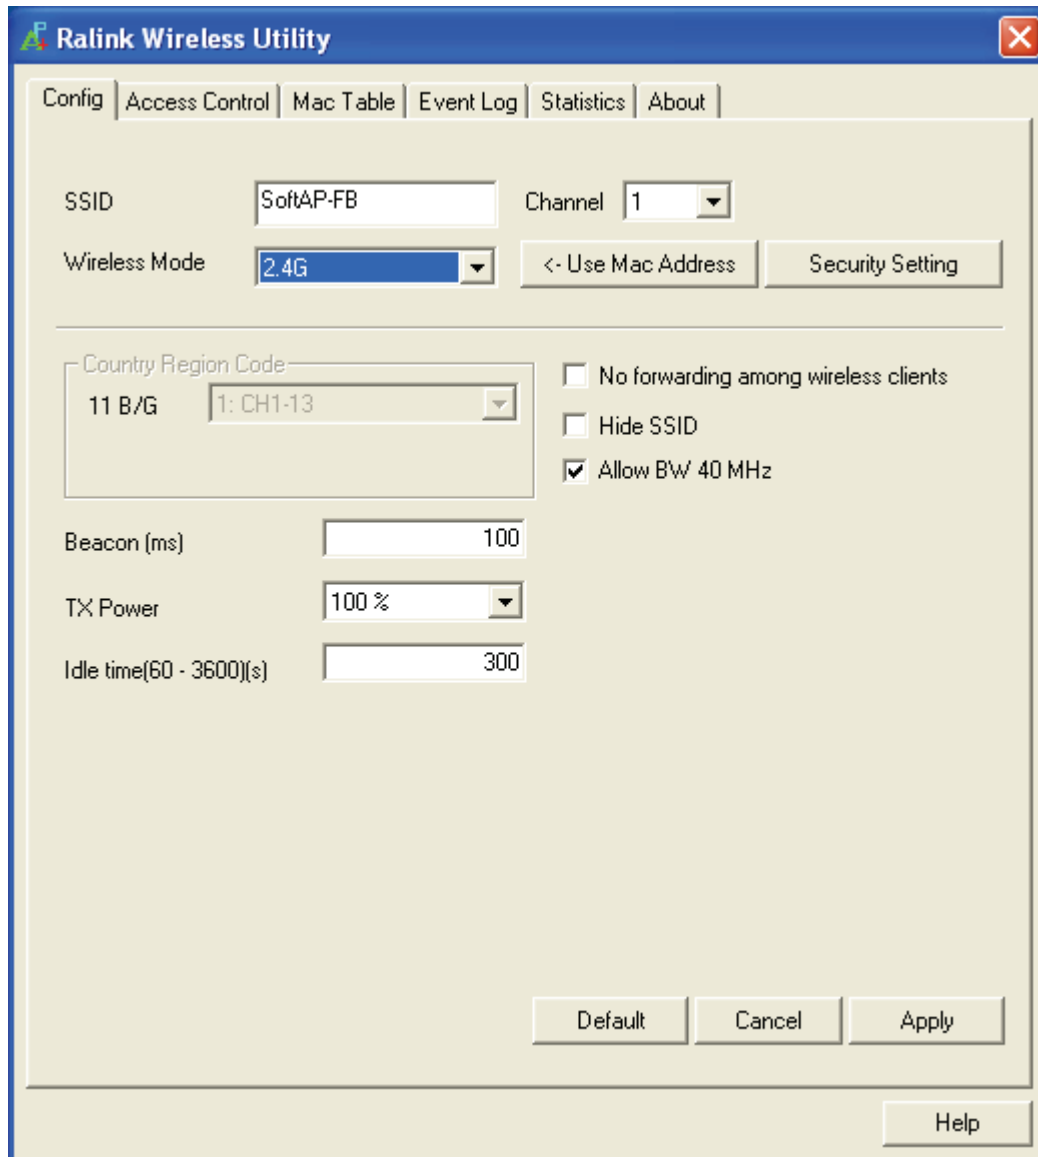 Ralink Wireless Utility
Config Access Control Mac Table Event Log Statistics About
SSID SoftAP-FB Channel 1
Wireless Mode 2.4G <- Use Mac Address Security Setting
Country Region Code
11 B/G 1: CH1-13
No forwarding among wireless clients
Hide SSID
Allow BW 40 MHz
Beacon (ms) 100
TX Power 100 %
Idle time(60 - 3600)(s) 300
Default Cancel Apply
Help